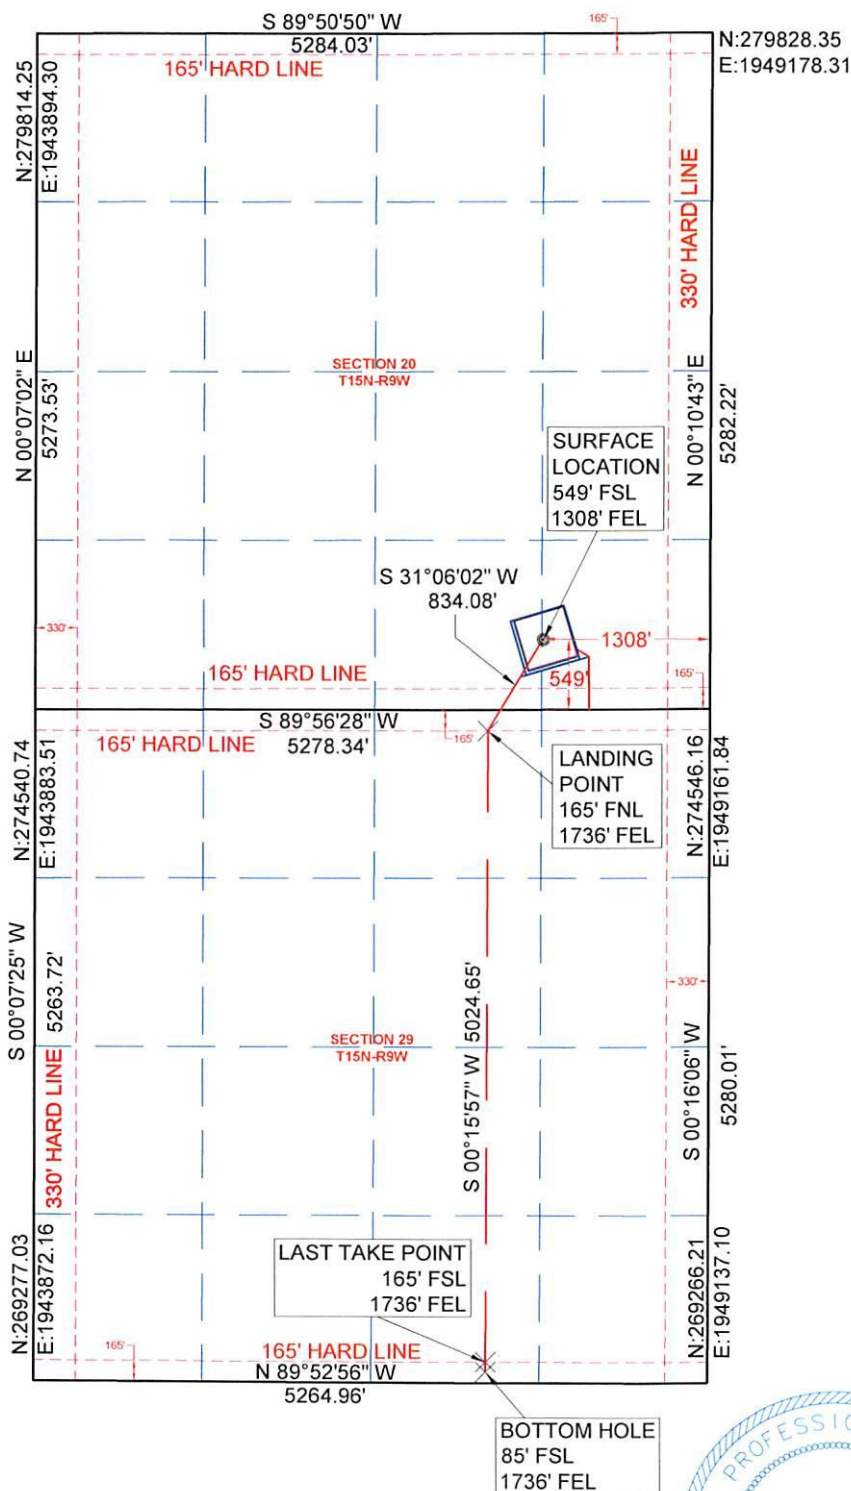 S 89°50'50" W
5284.03'
165'
N:279828.35
E:1949178.31
165' HARD LINE
N:279814.25
E:1943894.30
330' HARD LINE
SECTION 20
T15N-R9W
N 00°07'02" E
5273.53'
N 00°10'43" E
5282.22'
SURFACE
LOCATION
549' FSL
1308' FEL
S 31°06'02" W
834.08'
330'
1308'
165' HARD LINE
549'
165'
S 89°56'28" W
5278.34'
165' HARD LINE
165'
N:274540.74
E:1943883.51
LANDING
POINT
165' FNL
1736' FEL
N:274546.16
E:1949161.84
S 00°07'25" W
5263.72'
330'
S 00°15'57" W 5024.65'
SECTION 29
T15N-R9W
S 00°16'06" W
5280.01'
330' HARD LINE
LAST TAKE POINT
165' FSL
1736' FEL
N:269277.03
E:1943872.16
N:269266.21
E:1949137.10
165'
165' HARD LINE
N 89°52'56" W
5264.96'
BOTTOM HOLE
85' FSL
1736' FEL
PROFESSIO